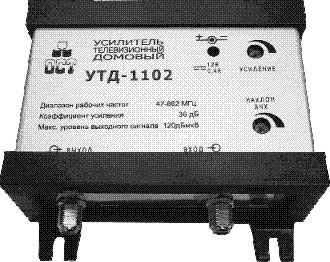 УСИЛИТЕЛЬ
ТЕЛЕВИЗИОННЫЙ
ДОМОВОЙ
ОСТ
УТД-1102
12В
0,4А
УСИЛЕНИЕ
НАКЛОН
АЧХ
Диапазон рабочих частот 47-862 МГц
Коэффициент усиления 36 дБ
Макс. уровень выходного сигнала 120дБмкВ
ВЫХОД
ВХОД